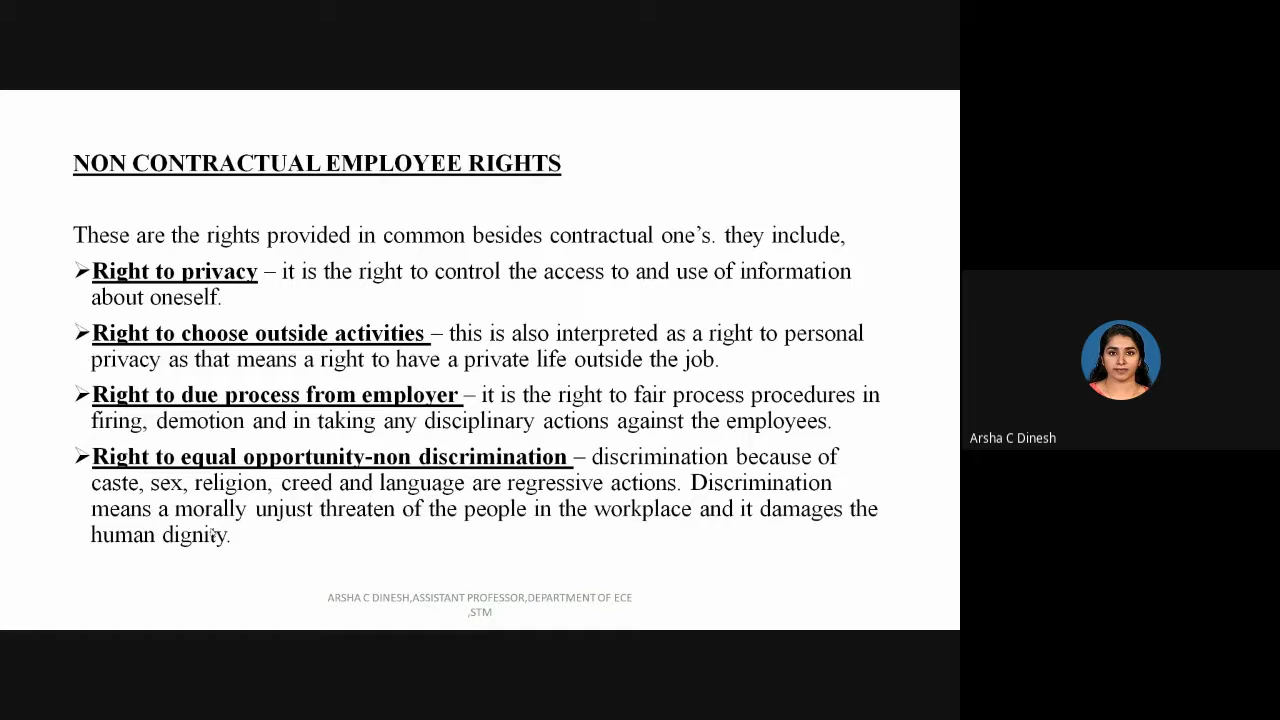 NON CONTRACTUAL EMPLOYEE RIGHTS
These are the rights provided in common besides contractual one’s. they include,
➢Right to privacy – it is the right to control the access to and use of information
about oneself.
➢Right to choose outside activities – this is also interpreted as a right to personal
privacy as that means a right to have a private life outside the job.
➢Right to due process from employer – it is the right to fair process procedures in
firing, demotion and in taking any disciplinary actions against the employees.
➢Right to equal opportunity-non discrimination – discrimination because of
caste, sex, religion, creed and language are regressive actions. Discrimination
means a morally unjust threaten of the people in the workplace and it damages the
human dignity.
ARSHA C DINESH,ASSISTANT PROFESSOR,DEPARTMENT OF ECE
,STM
Arsha C Dinesh